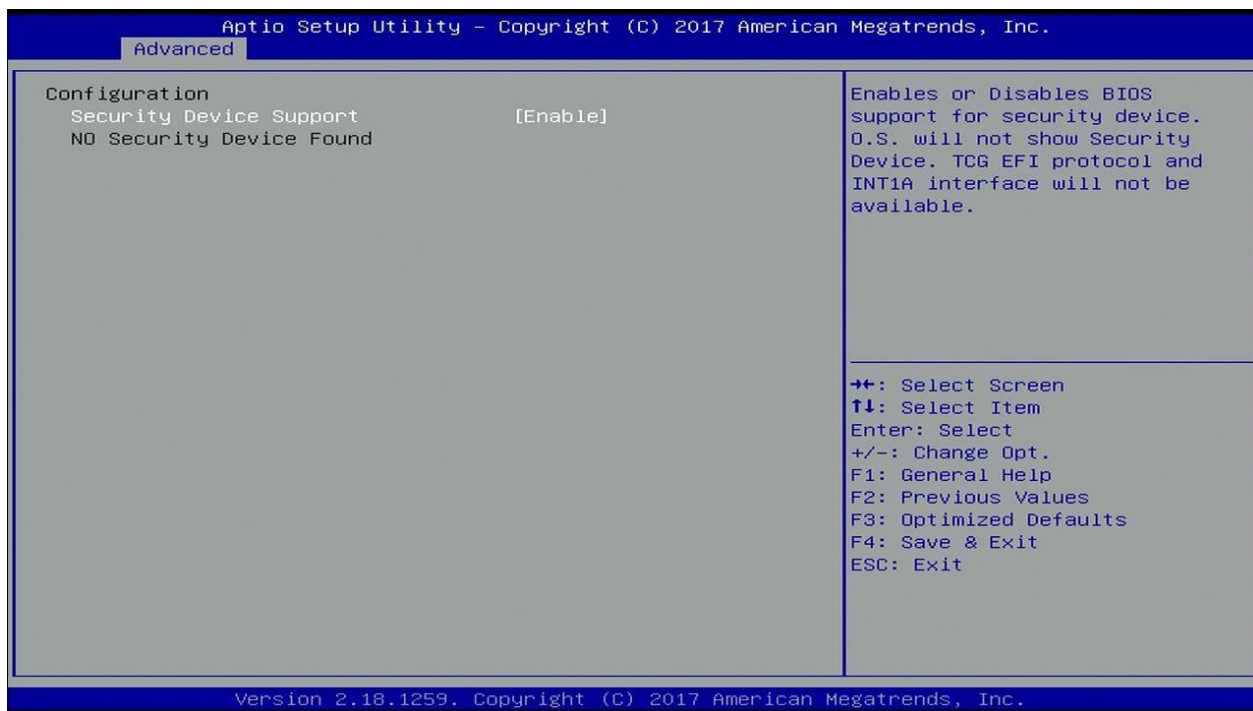 Aptio Setup Utility – Copyright (C) 2017 American Megatrends, Inc.
Advanced
Configuration
Security Device Support [Enable]
NO Security Device Found
Enables or Disables BIOS
support for security device.
O.S. will not show Security
Device. TCG EFI protocol and
INT1A interface will not be
available.
→←: Select Screen
↑↓: Select Item
Enter: Select
+/-: Change Opt.
F1: General Help
F2: Previous Values
F3: Optimized Defaults
F4: Save & Exit
ESC: Exit
Version 2.18.1259. Copyright (C) 2017 American Megatrends, Inc.